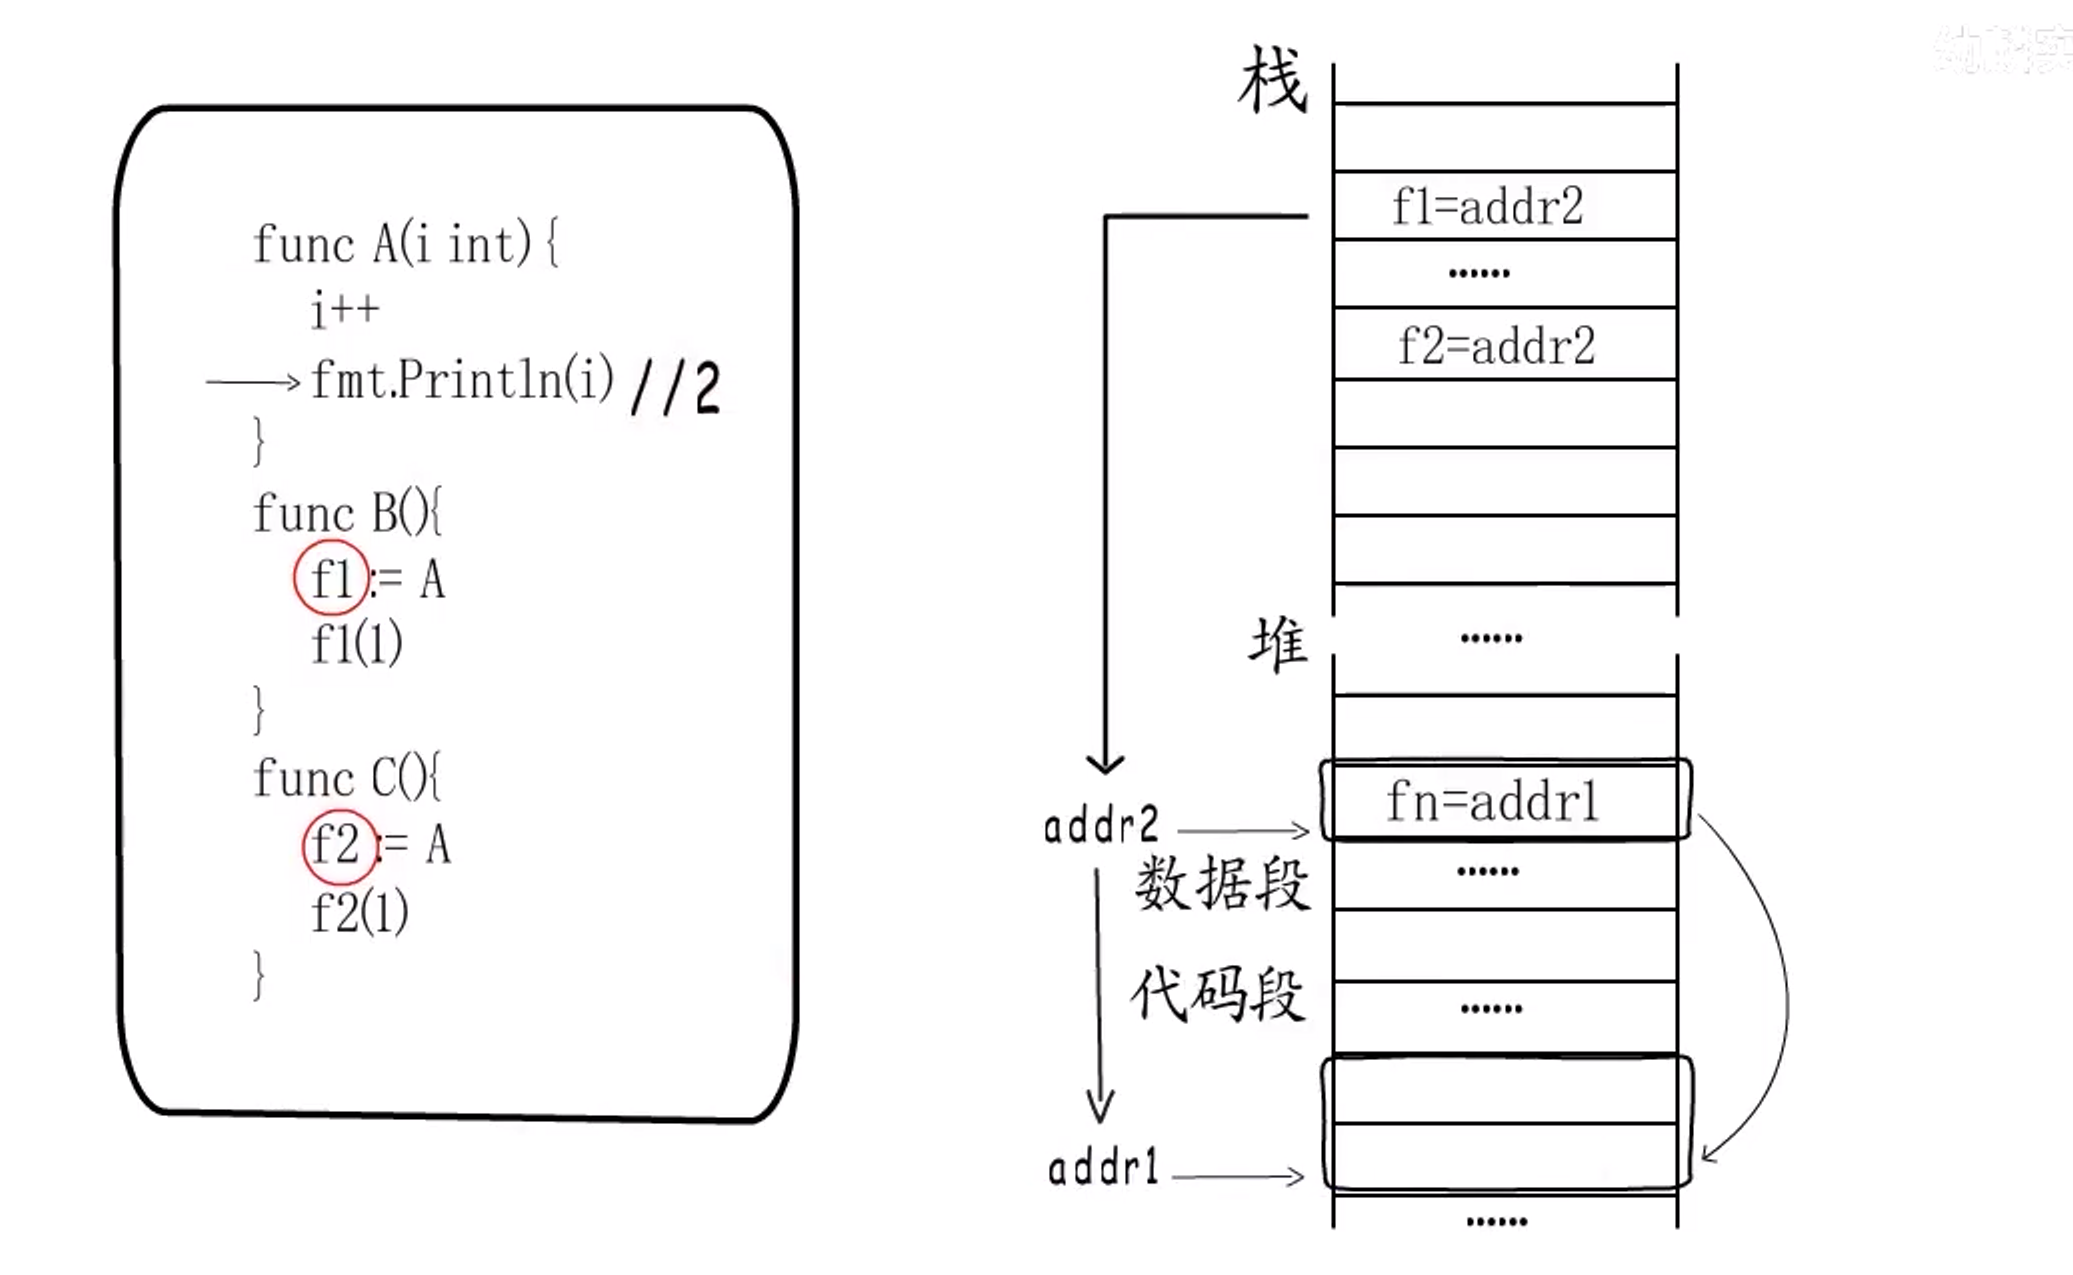 func A(i int){
i++
fmt.Println(i) //2
}
func B(){
f1 := A
f1(1)
}
func C(){
f2 := A
f2(1)
}
栈
f1=addr2
......
f2=addr2
堆
......
addr2
fn=addr1
数据段
......
代码段
......
addr1
......